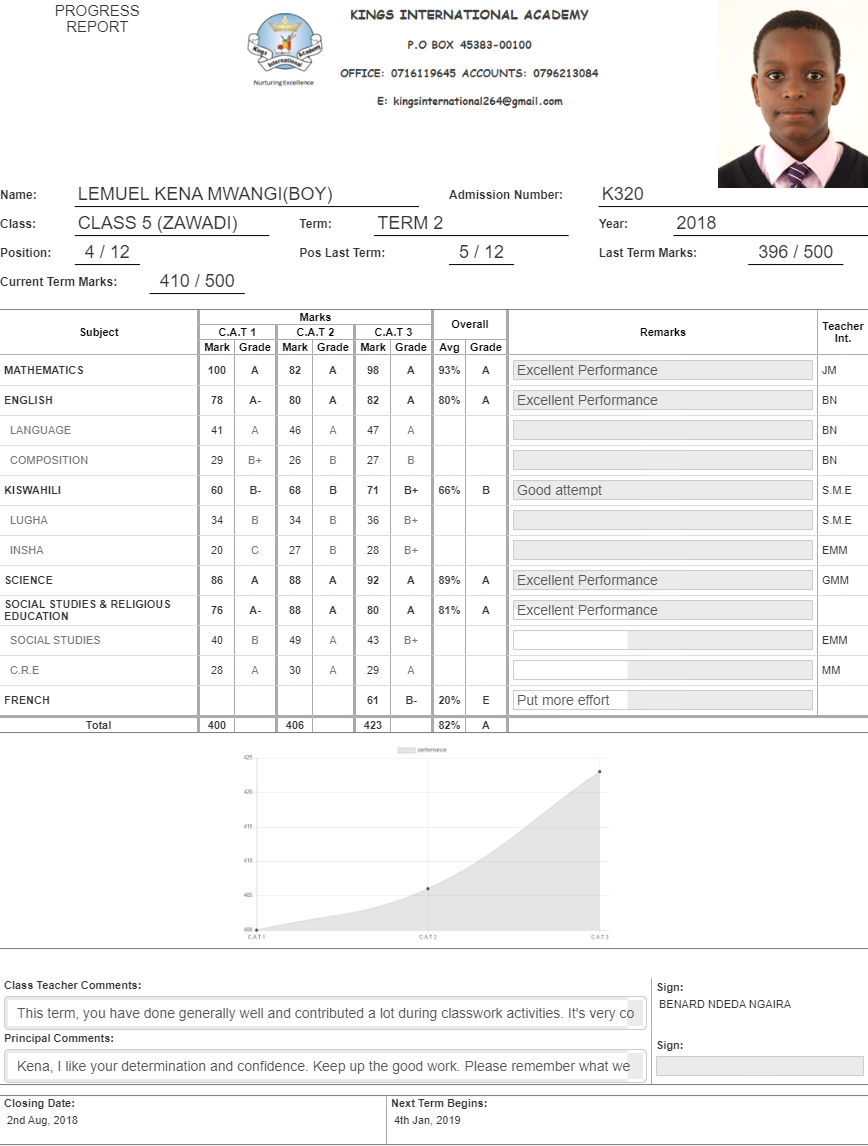 PROGRESS
REPORT
KINGS INTERNATIONAL ACADEMY
P.O BOX 45383-00100
OFFICE: 0716119645 ACCOUNTS: 0796213084
E: kingsinternational264@gmail.com
Kings Academy
International
Nurturing Excellence
Name: LEMUEL KENA MWANGI(BOY) Admission Number: K320
Class: CLASS 5 (ZAWADI) Term: TERM 2 Year: 2018
Position: 4 / 12 Pos Last Term: 5 / 12 Last Term Marks: 396 / 500
Current Term Marks: 410 / 500
Subject Marks Overall Remarks Teacher Int.
C.A.T 1 C.A.T 2 C.A.T 3
Mark Grade Mark Grade Mark Grade Avg Grade
MATHEMATICS 100 A 82 A 98 A 93% A Excellent Performance JM
ENGLISH 78 A- 80 A 82 A 80% A Excellent Performance BN
LANGUAGE 41 A 46 A 47 A BN
COMPOSITION 29 B+ 26 B 27 B BN
KISWAHILI 60 B- 68 B 71 B+ 66% B Good attempt S.M.E
LUGHA 34 B 34 B 36 B+ S.M.E
INSHA 20 C 27 B 28 B+ EMM
SCIENCE 86 A 88 A 92 A 89% A Excellent Performance GMM
SOCIAL STUDIES & RELIGIOUS
EDUCATION 76 A- 88 A 80 A 81% A Excellent Performance
SOCIAL STUDIES 40 B 49 A 43 B+ EMM
C.R.E 28 A 30 A 29 A MM
FRENCH 61 B- 20% E Put more effort
Total 400 406 423 82% A
performance
425
420
415
410
405
400
CAT1 CAT2 CAT3
Class Teacher Comments: Sign:
This term, you have done generally well and contributed a lot during classwork activities. It's very co BENARD NDEDA NGAIRA
Principal Comments: Sign:
Kena, I like your determination and confidence. Keep up the good work. Please remember what we
Closing Date: Next Term Begins:
2nd Aug, 2018 4th Jan, 2019